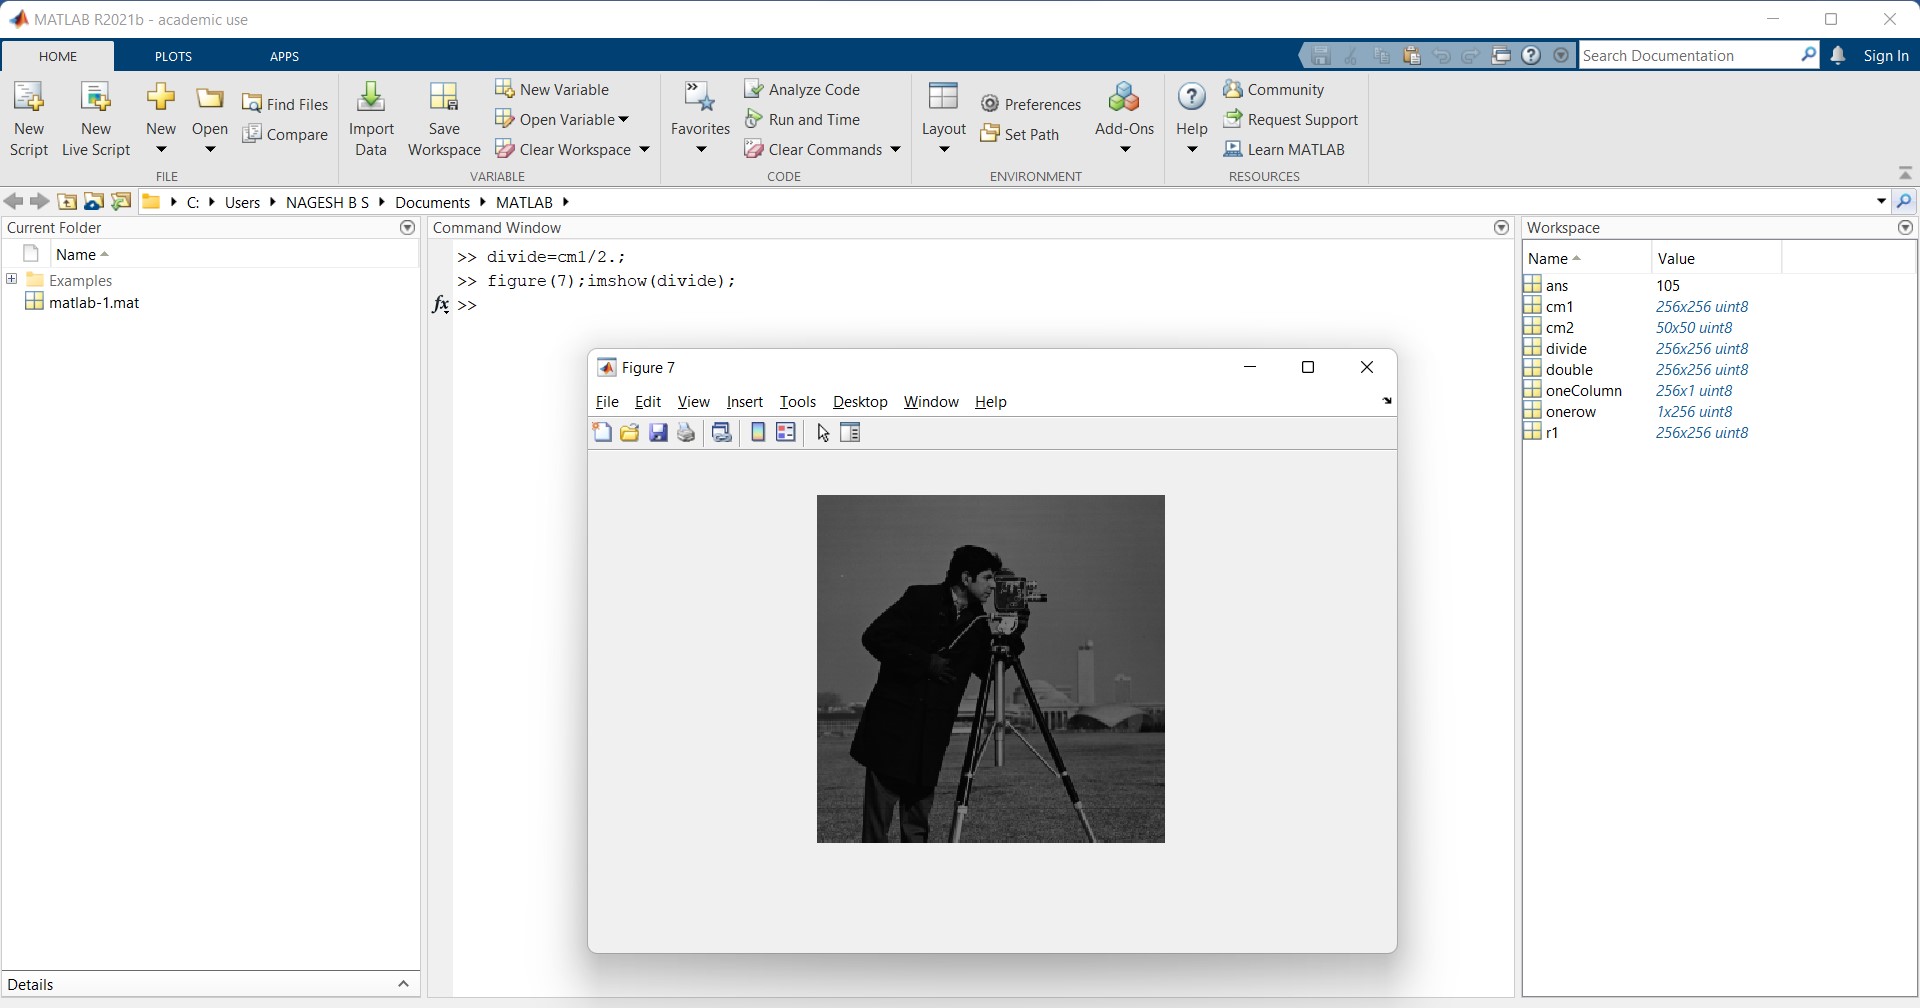 MATLAB R2021b - academic use
HOME PLOTS APPS
Search Documentation
Sign In
New Script
New Live Script
New
Open
Find Files
Compare
FILE
Import Data
Save Workspace
New Variable
Open Variable
Clear Workspace
VARIABLE
Favorites
Analyze Code
Run and Time
Clear Commands
CODE
Layout
Preferences
Set Path
Add-Ons
ENVIRONMENT
Help
Community
Request Support
Learn MATLAB
RESOURCES
C: Users NAGESH B S Documents MATLAB
Current Folder
Name
Examples
matlab-1.mat
Details
Command Window
>> divide=cm1/2.;
>> figure(7);imshow(divide);
fx >>
Figure 7
File Edit View Insert Tools Desktop Window Help
Workspace
Name Value
ans 105
cm1 256x256 uint8
cm2 50x50 uint8
divide 256x256 uint8
double 256x256 uint8
oneColumn 256x1 uint8
onerow 1x256 uint8
r1 256x256 uint8